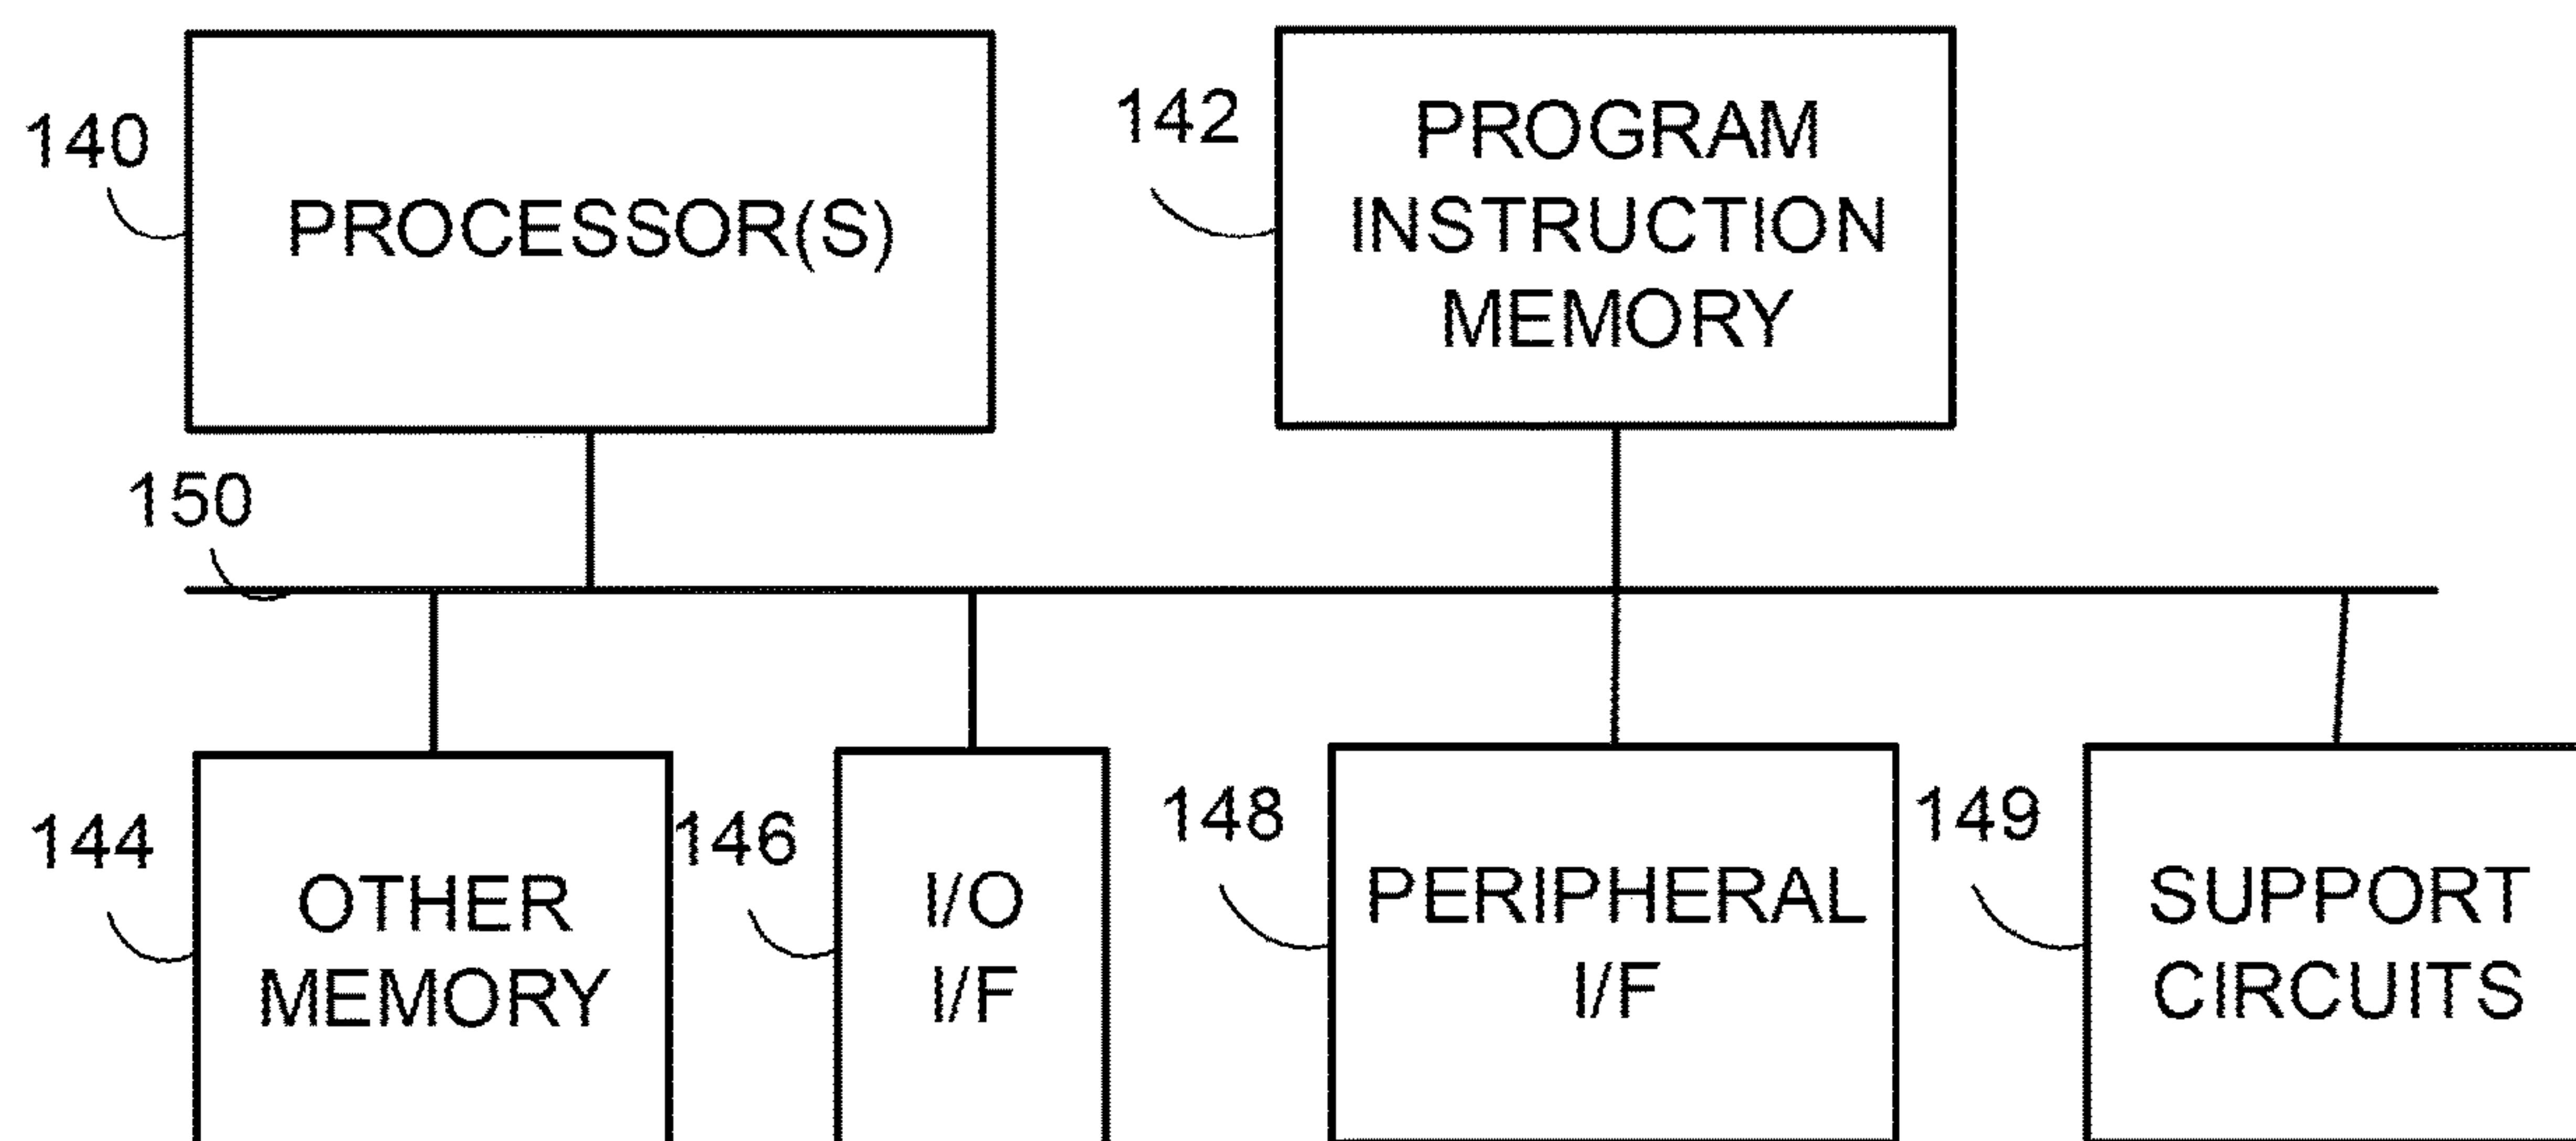 140
PROCESSOR(S)
142
PROGRAM
INSTRUCTION
MEMORY
150
144
OTHER
MEMORY
146
I/O
I/F
148
PERIPHERAL
I/F
149
SUPPORT
CIRCUITS